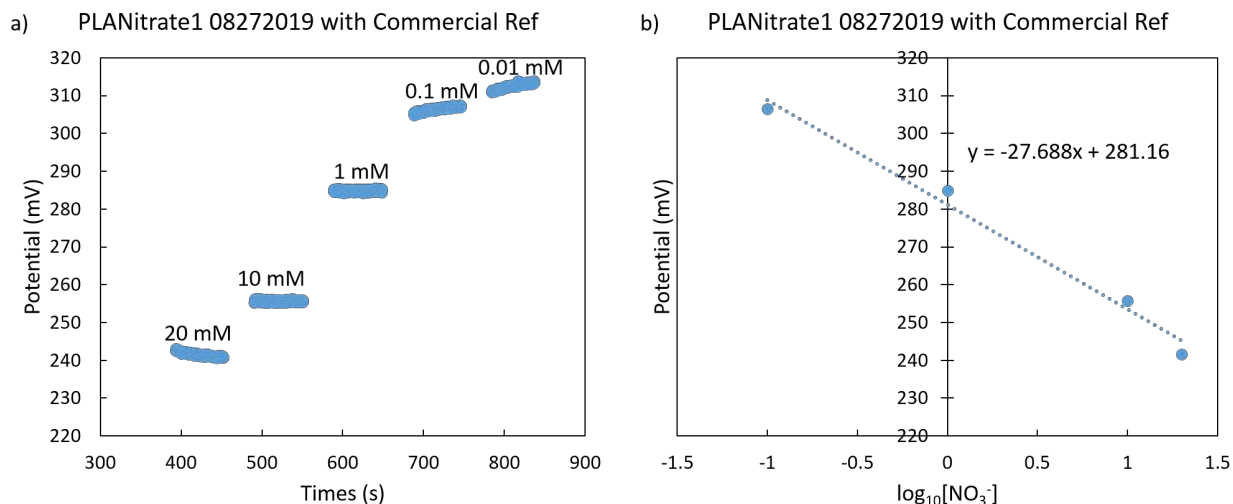 a)
PLANitrate1 08272019 with Commercial Ref
Potential (mV)
320
310
300
290
280
270
260
250
240
230
220
20 mM
10 mM
1 mM
0.1 mM
0.01 mM
300
400
500
600
700
800
900
Times (s)
b)
PLANitrate1 08272019 with Commercial Ref
Potential (mV)
320
310
300
290
280
270
260
250
240
230
220
y = -27.688x + 281.16
-1.5
-1
-0.5
0
0.5
1
1.5
log₁₀[NO₃⁻]